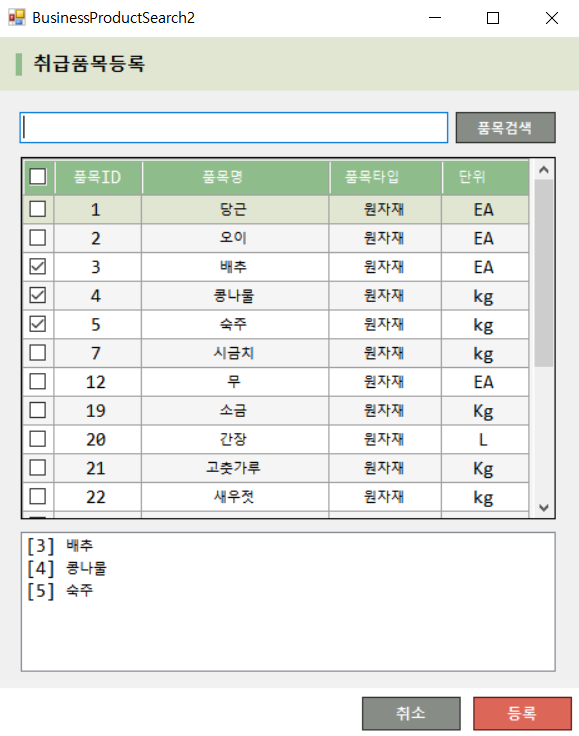 BusinessProductSearch2
취급품목등록
품목검색
품목ID 품목명 품목타입 단위
1 당근 원자재 EA
2 오이 원자재 EA
3 배추 원자재 EA
4 콩나물 원자재 kg
5 숙주 원자재 kg
7 시금치 원자재 kg
12 무 원자재 EA
19 소금 원자재 Kg
20 간장 원자재 L
21 고춧가루 원자재 Kg
22 새우젓 원자재 kg
[3] 배추
[4] 콩나물
[5] 숙주
취소 등록